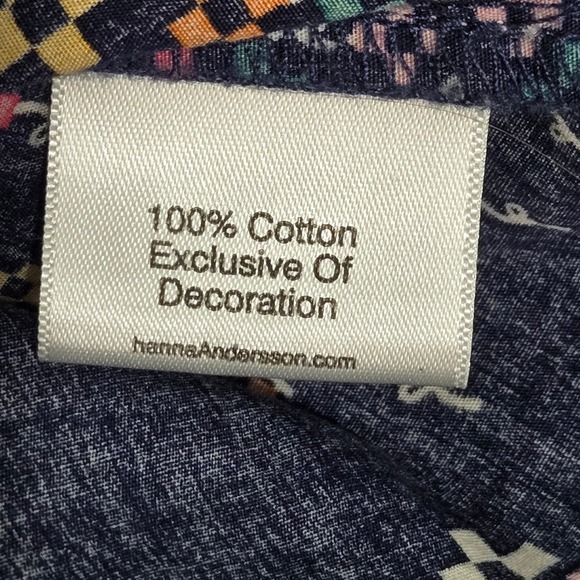 100% Cotton
Exclusive Of
Decoration
hannaAndersson.com